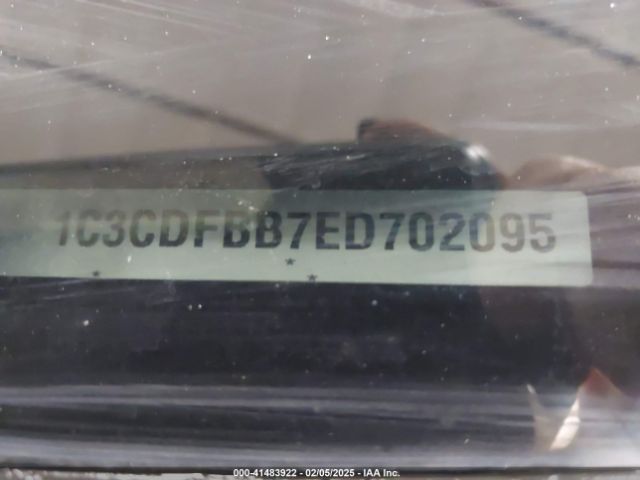 1C3CDFBB7ED702095
* * *
000-41483922 - 02/05/2025 - IAA Inc.